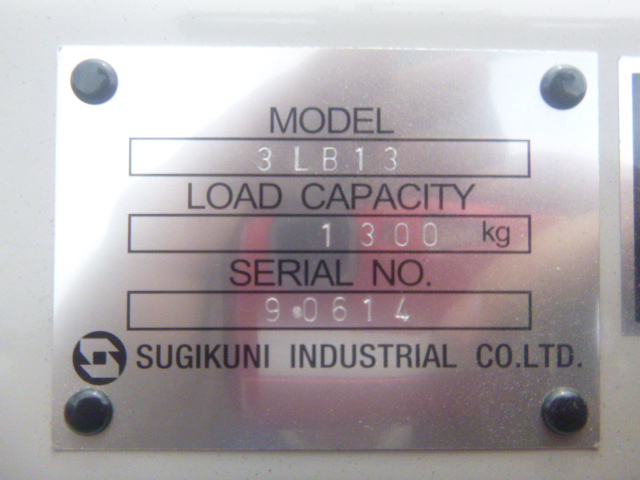 MODEL
3LB13
LOAD CAPACITY
1300 kg
SERIAL NO.
9.0614
SUGIKUNI INDUSTRIAL CO.LTD.